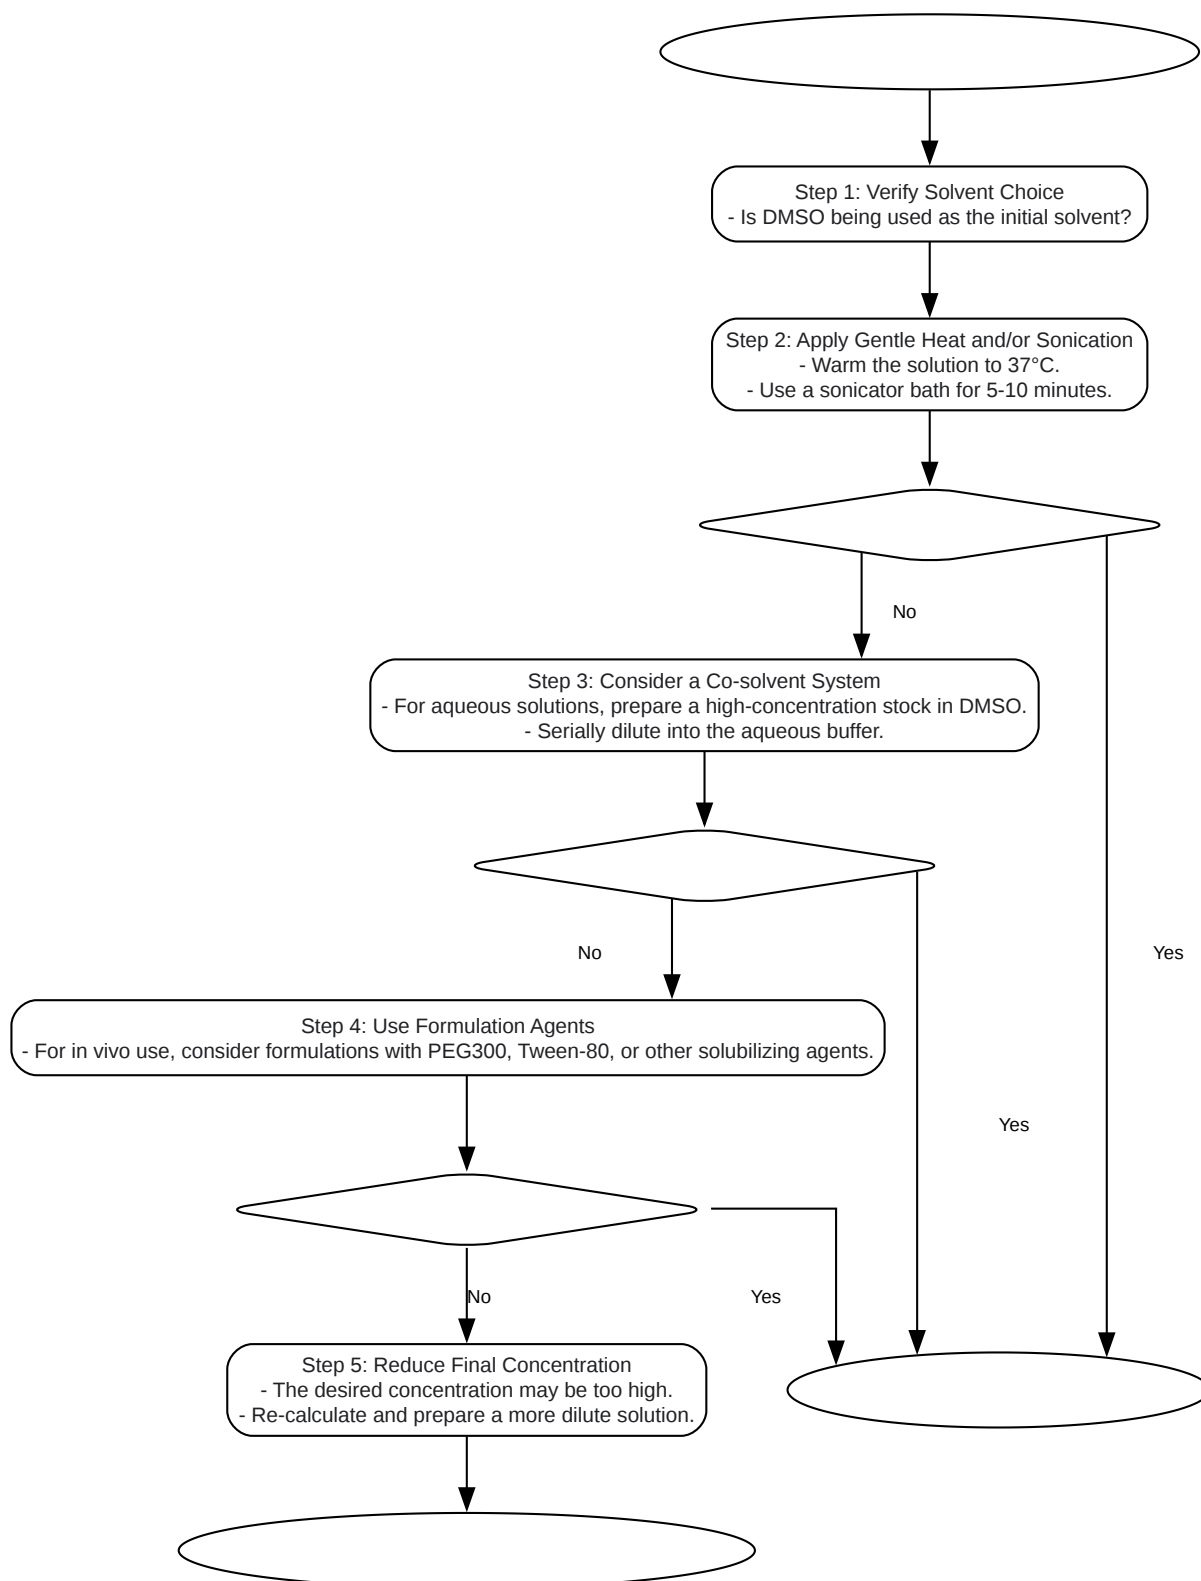 Step 1: Verify Solvent Choice
- Is DMSO being used as the initial solvent?
Step 2: Apply Gentle Heat and/or Sonication
- Warm the solution to 37°C.
- Use a sonicator bath for 5-10 minutes.
No
Step 3: Consider a Co-solvent System
- For aqueous solutions, prepare a high-concentration stock in DMSO.
- Serially dilute into the aqueous buffer.
No
Yes
Step 4: Use Formulation Agents
- For in vivo use, consider formulations with PEG300, Tween-80, or other solubilizing agents.
Yes
No
Yes
Step 5: Reduce Final Concentration
- The desired concentration may be too high.
- Re-calculate and prepare a more dilute solution.